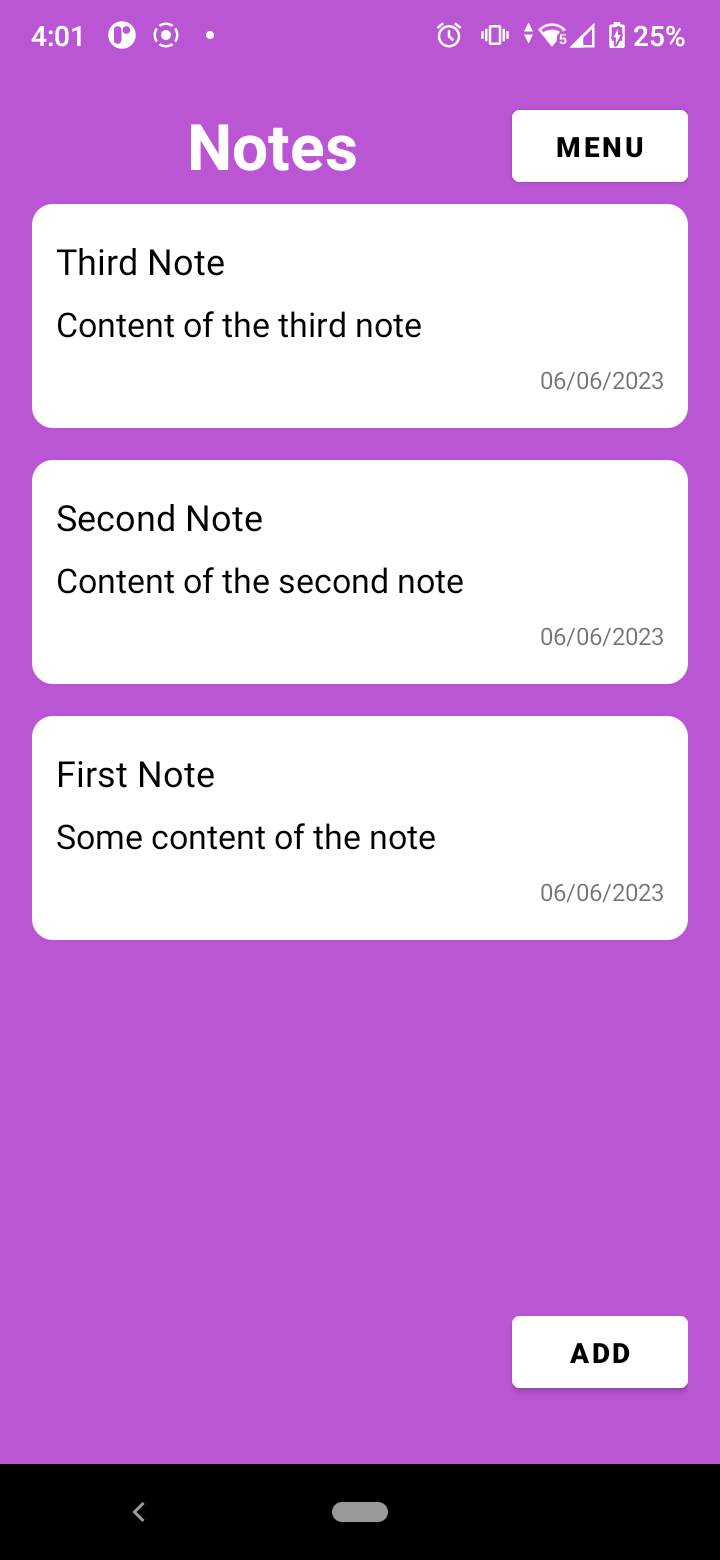 4:01 5 25%
Notes MENU
Third Note
Content of the third note
06/06/2023
Second Note
Content of the second note
06/06/2023
First Note
Some content of the note
06/06/2023
ADD